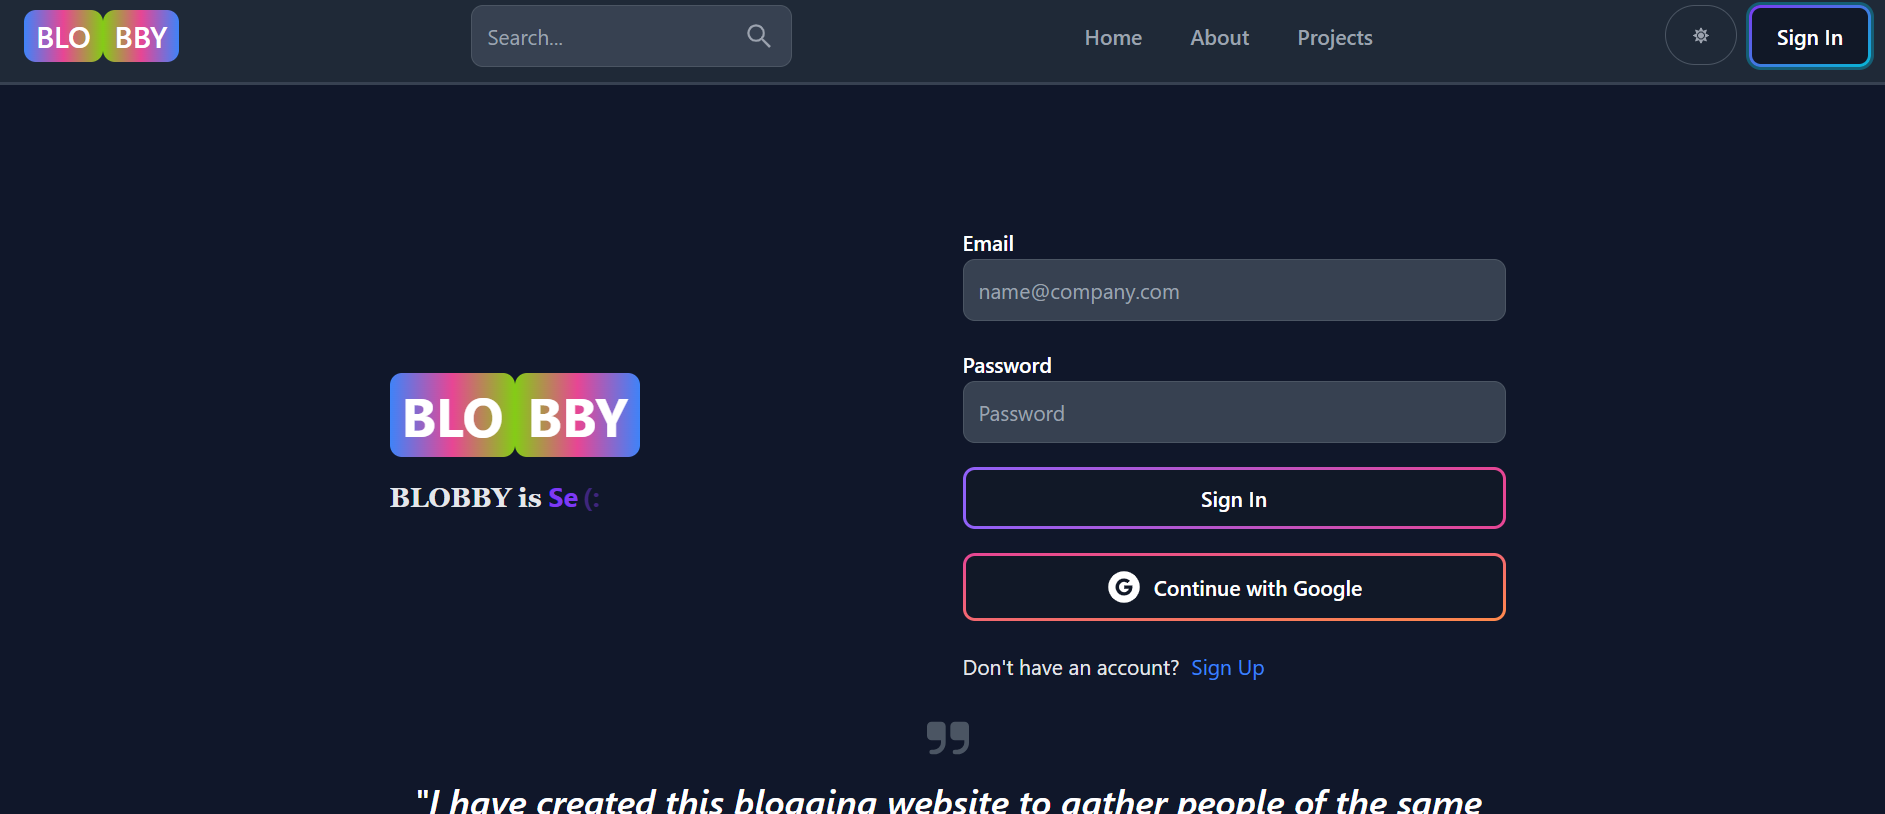 BLO BBY
Search...
Home
About
Projects
Sign In
Email
name@company.com
Password
Password
BLO BBY
BLOBBY is Se (:
Sign In
G Continue with Google
Don't have an account? Sign Up
"I have created this blogging website to gather people of the same